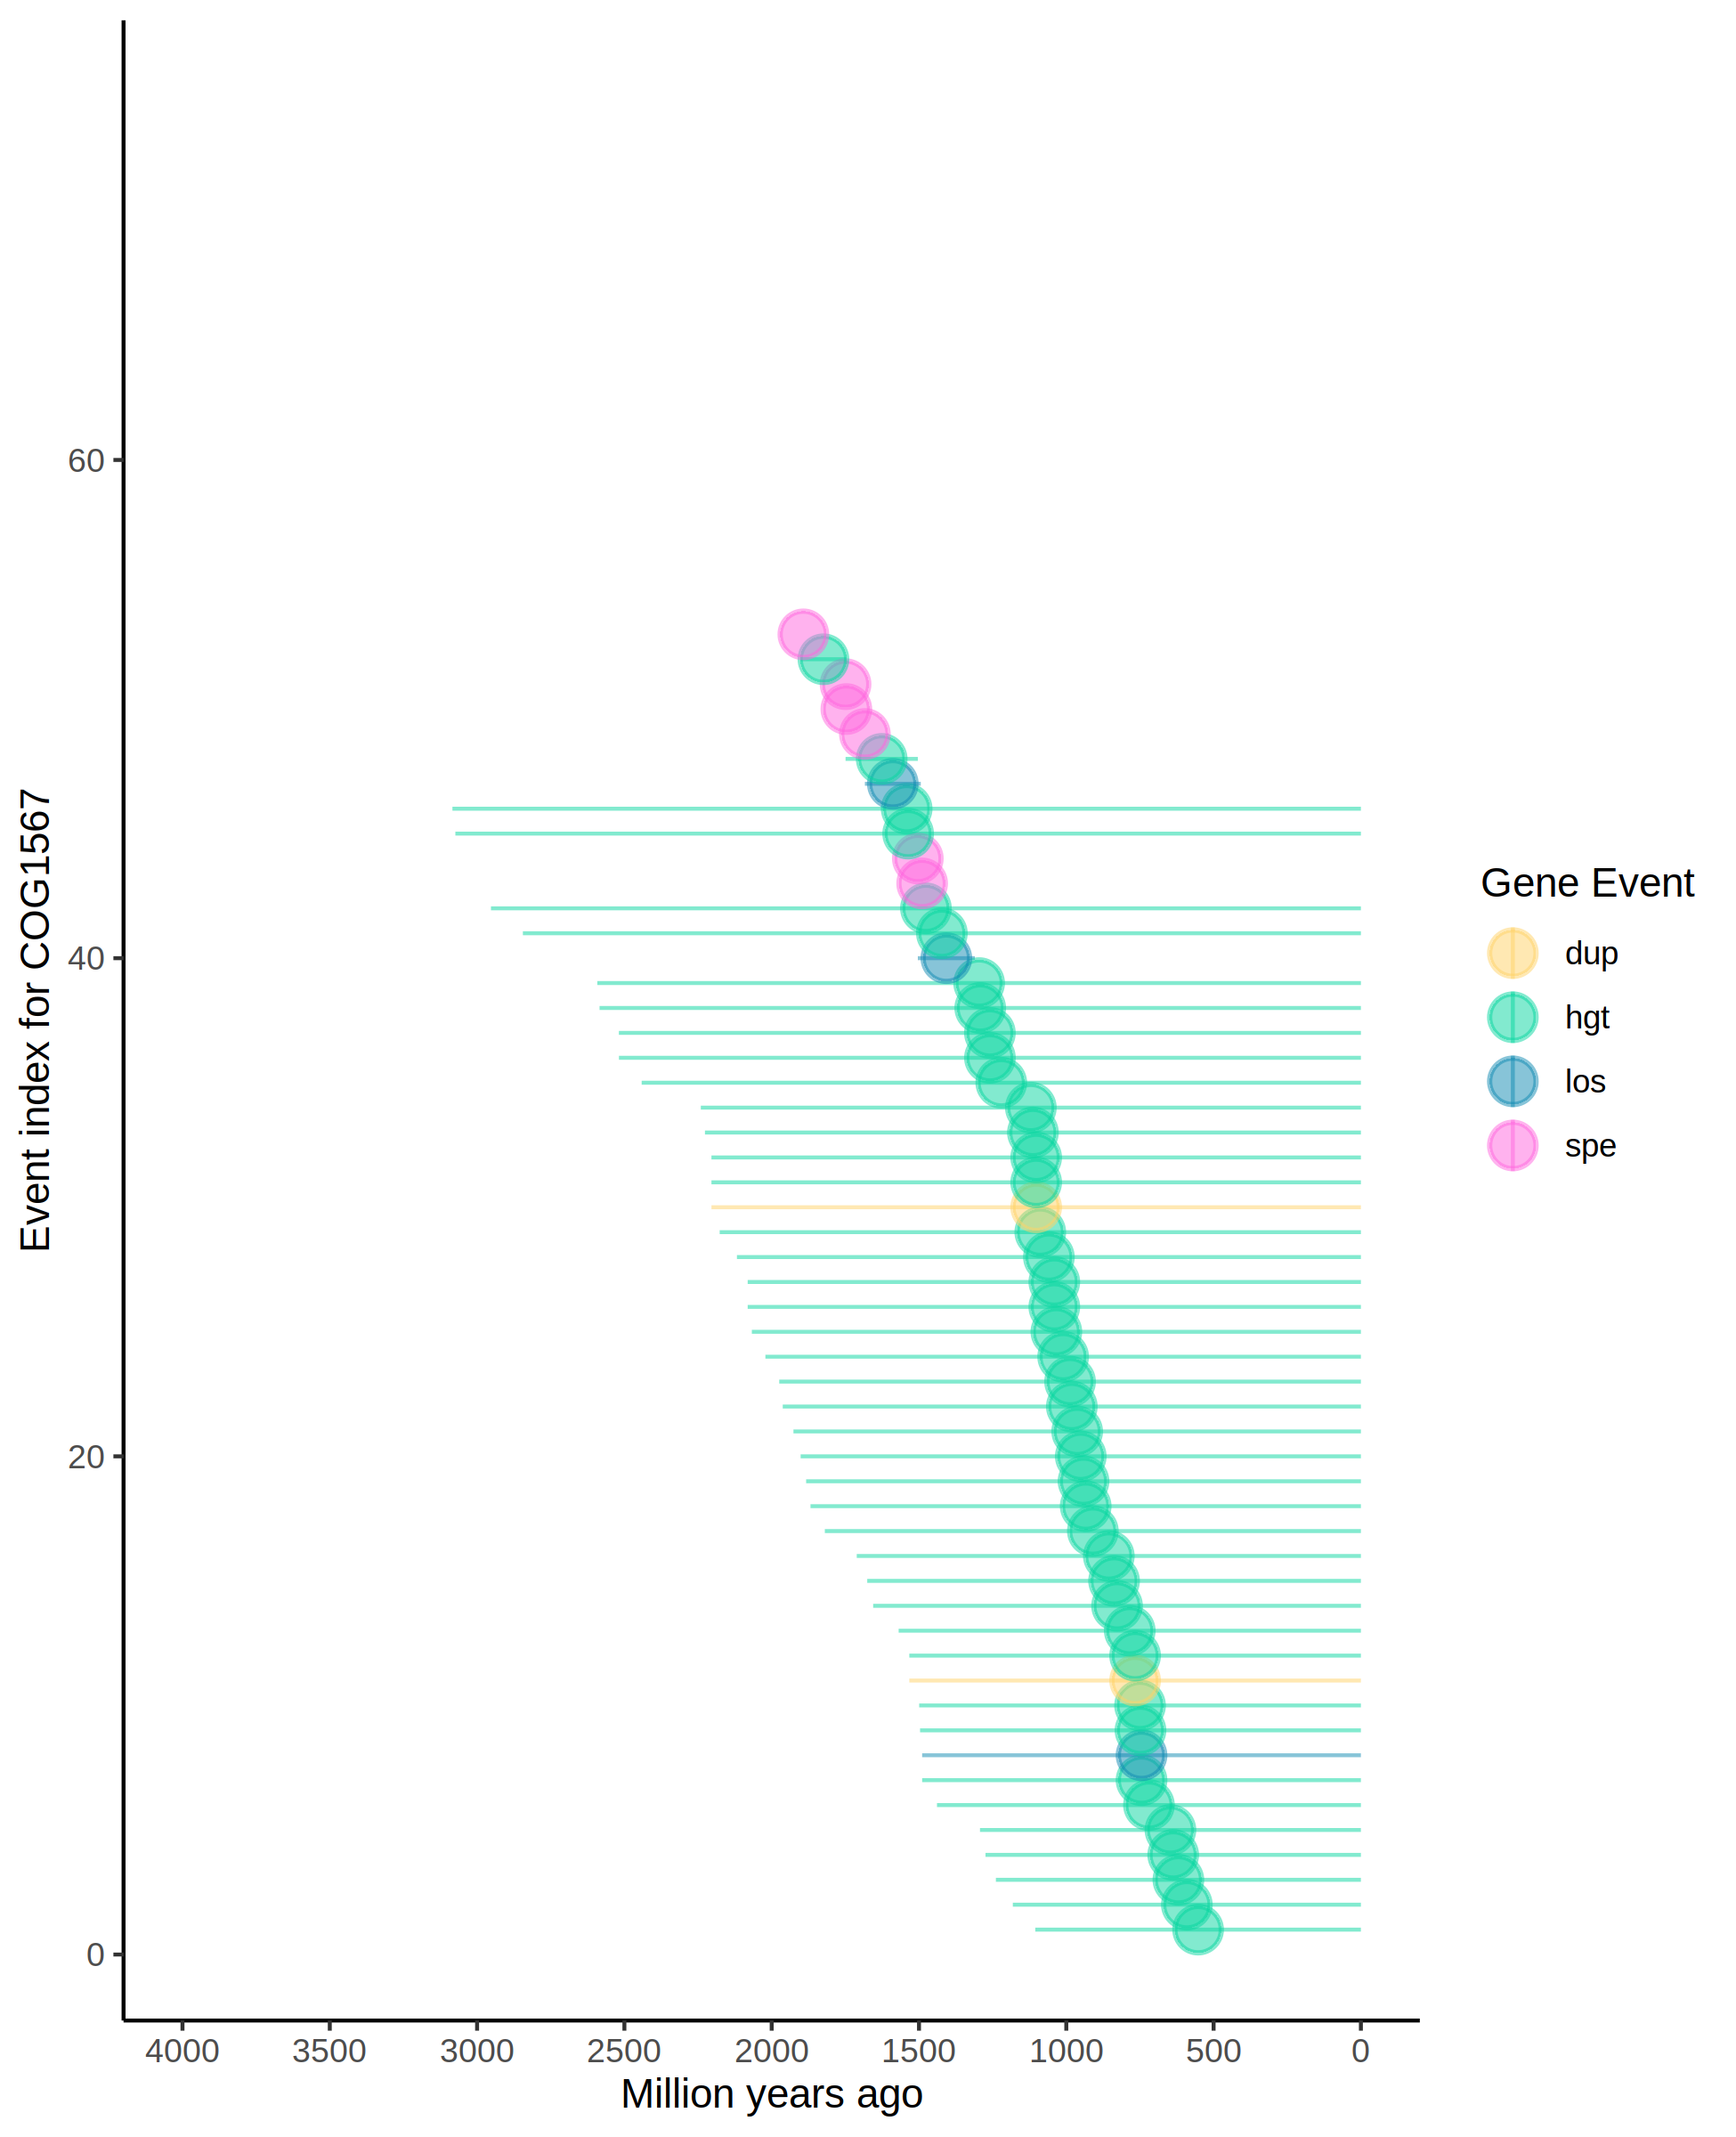 Event index for COG1567
60
40
20
0
4000 3500 3000 2500 2000 1500 1000 500 0
Million years ago
Gene Event
dup
hgt
los
spe